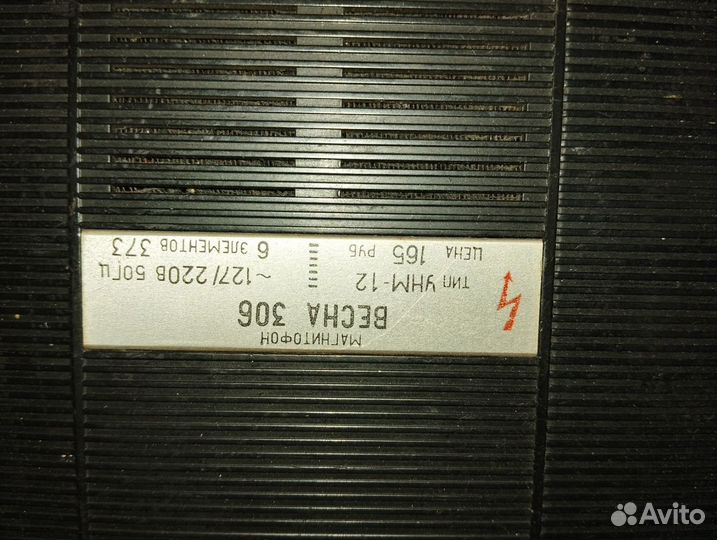 МАГНИТОФОН
ВЕСНА 306
ТИП УНМ-12 ~127/220В 50ГЦ
ЦЕНА 165 РУБ 6 ЭЛЕМЕНТОВ 373
Avito